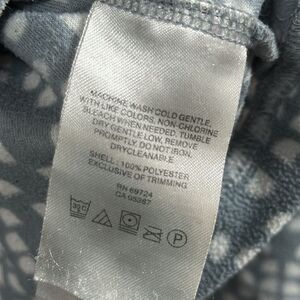 MACHINE WASH COLD GENTLE,
WITH LIKE COLORS. NON-CHLORINE
BLEACH WHEN NEEDED. TUMBLE
DRY GENTLE LOW. REMOVE
PROMPTLY. DO NOT IRON.
DRYCLEANABLE
SHELL : 100% POLYESTER
EXCLUSIVE OF TRIMMING
RN 69724
CA 05387
30C
P